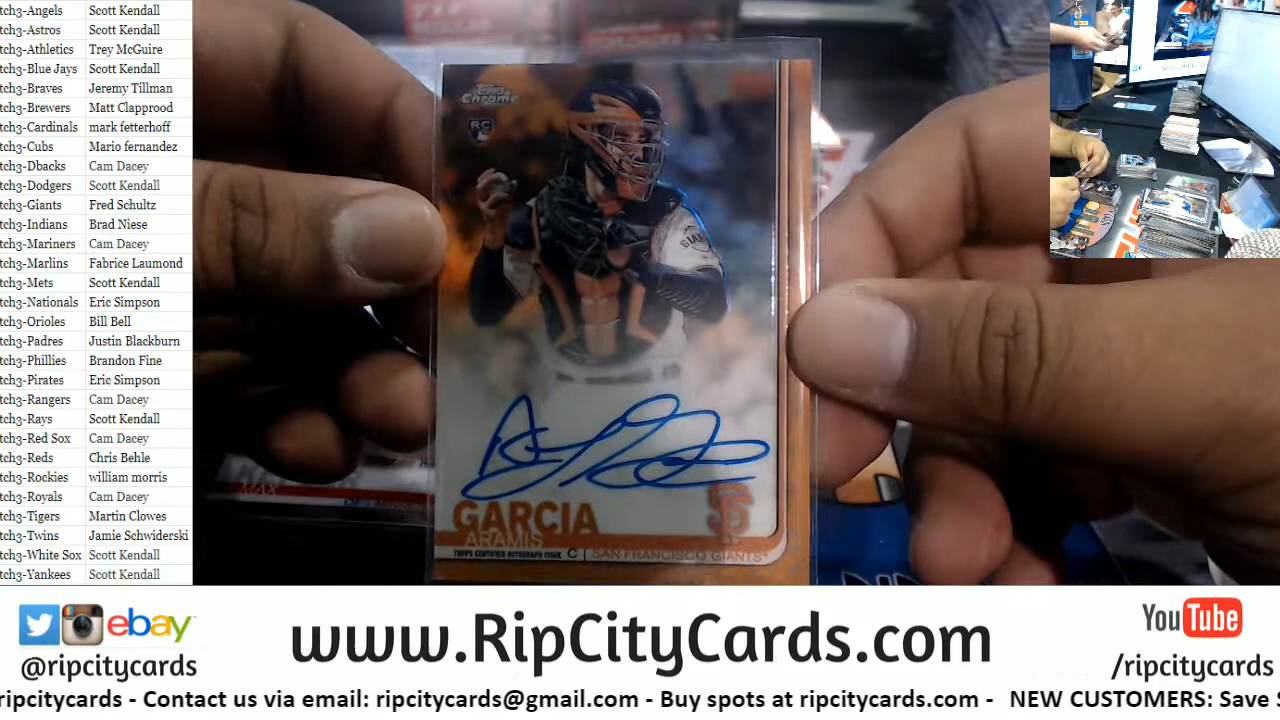 tch3-Angels Scott Kendall
tch3-Astros Scott Kendall
tch3-Athletics Trey McGuire
tch3-Blue Jays Scott Kendall
tch3-Braves Jeremy Tillman
tch3-Brewers Matt Clapprood
tch3-Cardinals mark fetterhoff
tch3-Cubs Mario fernandez
tch3-Dbacks Cam Dacey
tch3-Dodgers Scott Kendall
tch3-Giants Fred Schultz
tch3-Indians Brad Niese
tch3-Mariners Cam Dacey
tch3-Marlins Fabrice Laumond
tch3-Mets Scott Kendall
tch3-Nationals Eric Simpson
tch3-Orioles Bill Bell
tch3-Padres Justin Blackburn
tch3-Phillies Brandon Fine
tch3-Pirates Eric Simpson
tch3-Rangers Cam Dacey
tch3-Rays Scott Kendall
tch3-Red Sox Cam Dacey
tch3-Reds Chris Behle
tch3-Rockies william morris
tch3-Royals Cam Dacey
tch3-Tigers Martin Clowes
tch3-Twins Jamie Schwiderski
tch3-White Sox Scott Kendall
tch3-Yankees Scott Kendall
Topps
Chrome
RC
GIANTS
MAX
GARCIA
ARAMIS
SF
TOPPS CERTIFIED AUTOGRAPH ISSUE C | SAN FRANCISCO GIANTS
ebay
@ripcitycards
www.RipCityCards.com
YouTube
/ripcitycards
ripcitycards - Contact us via email: ripcitycards@gmail.com - Buy spots at ripcitycards.com - NEW CUSTOMERS: Save